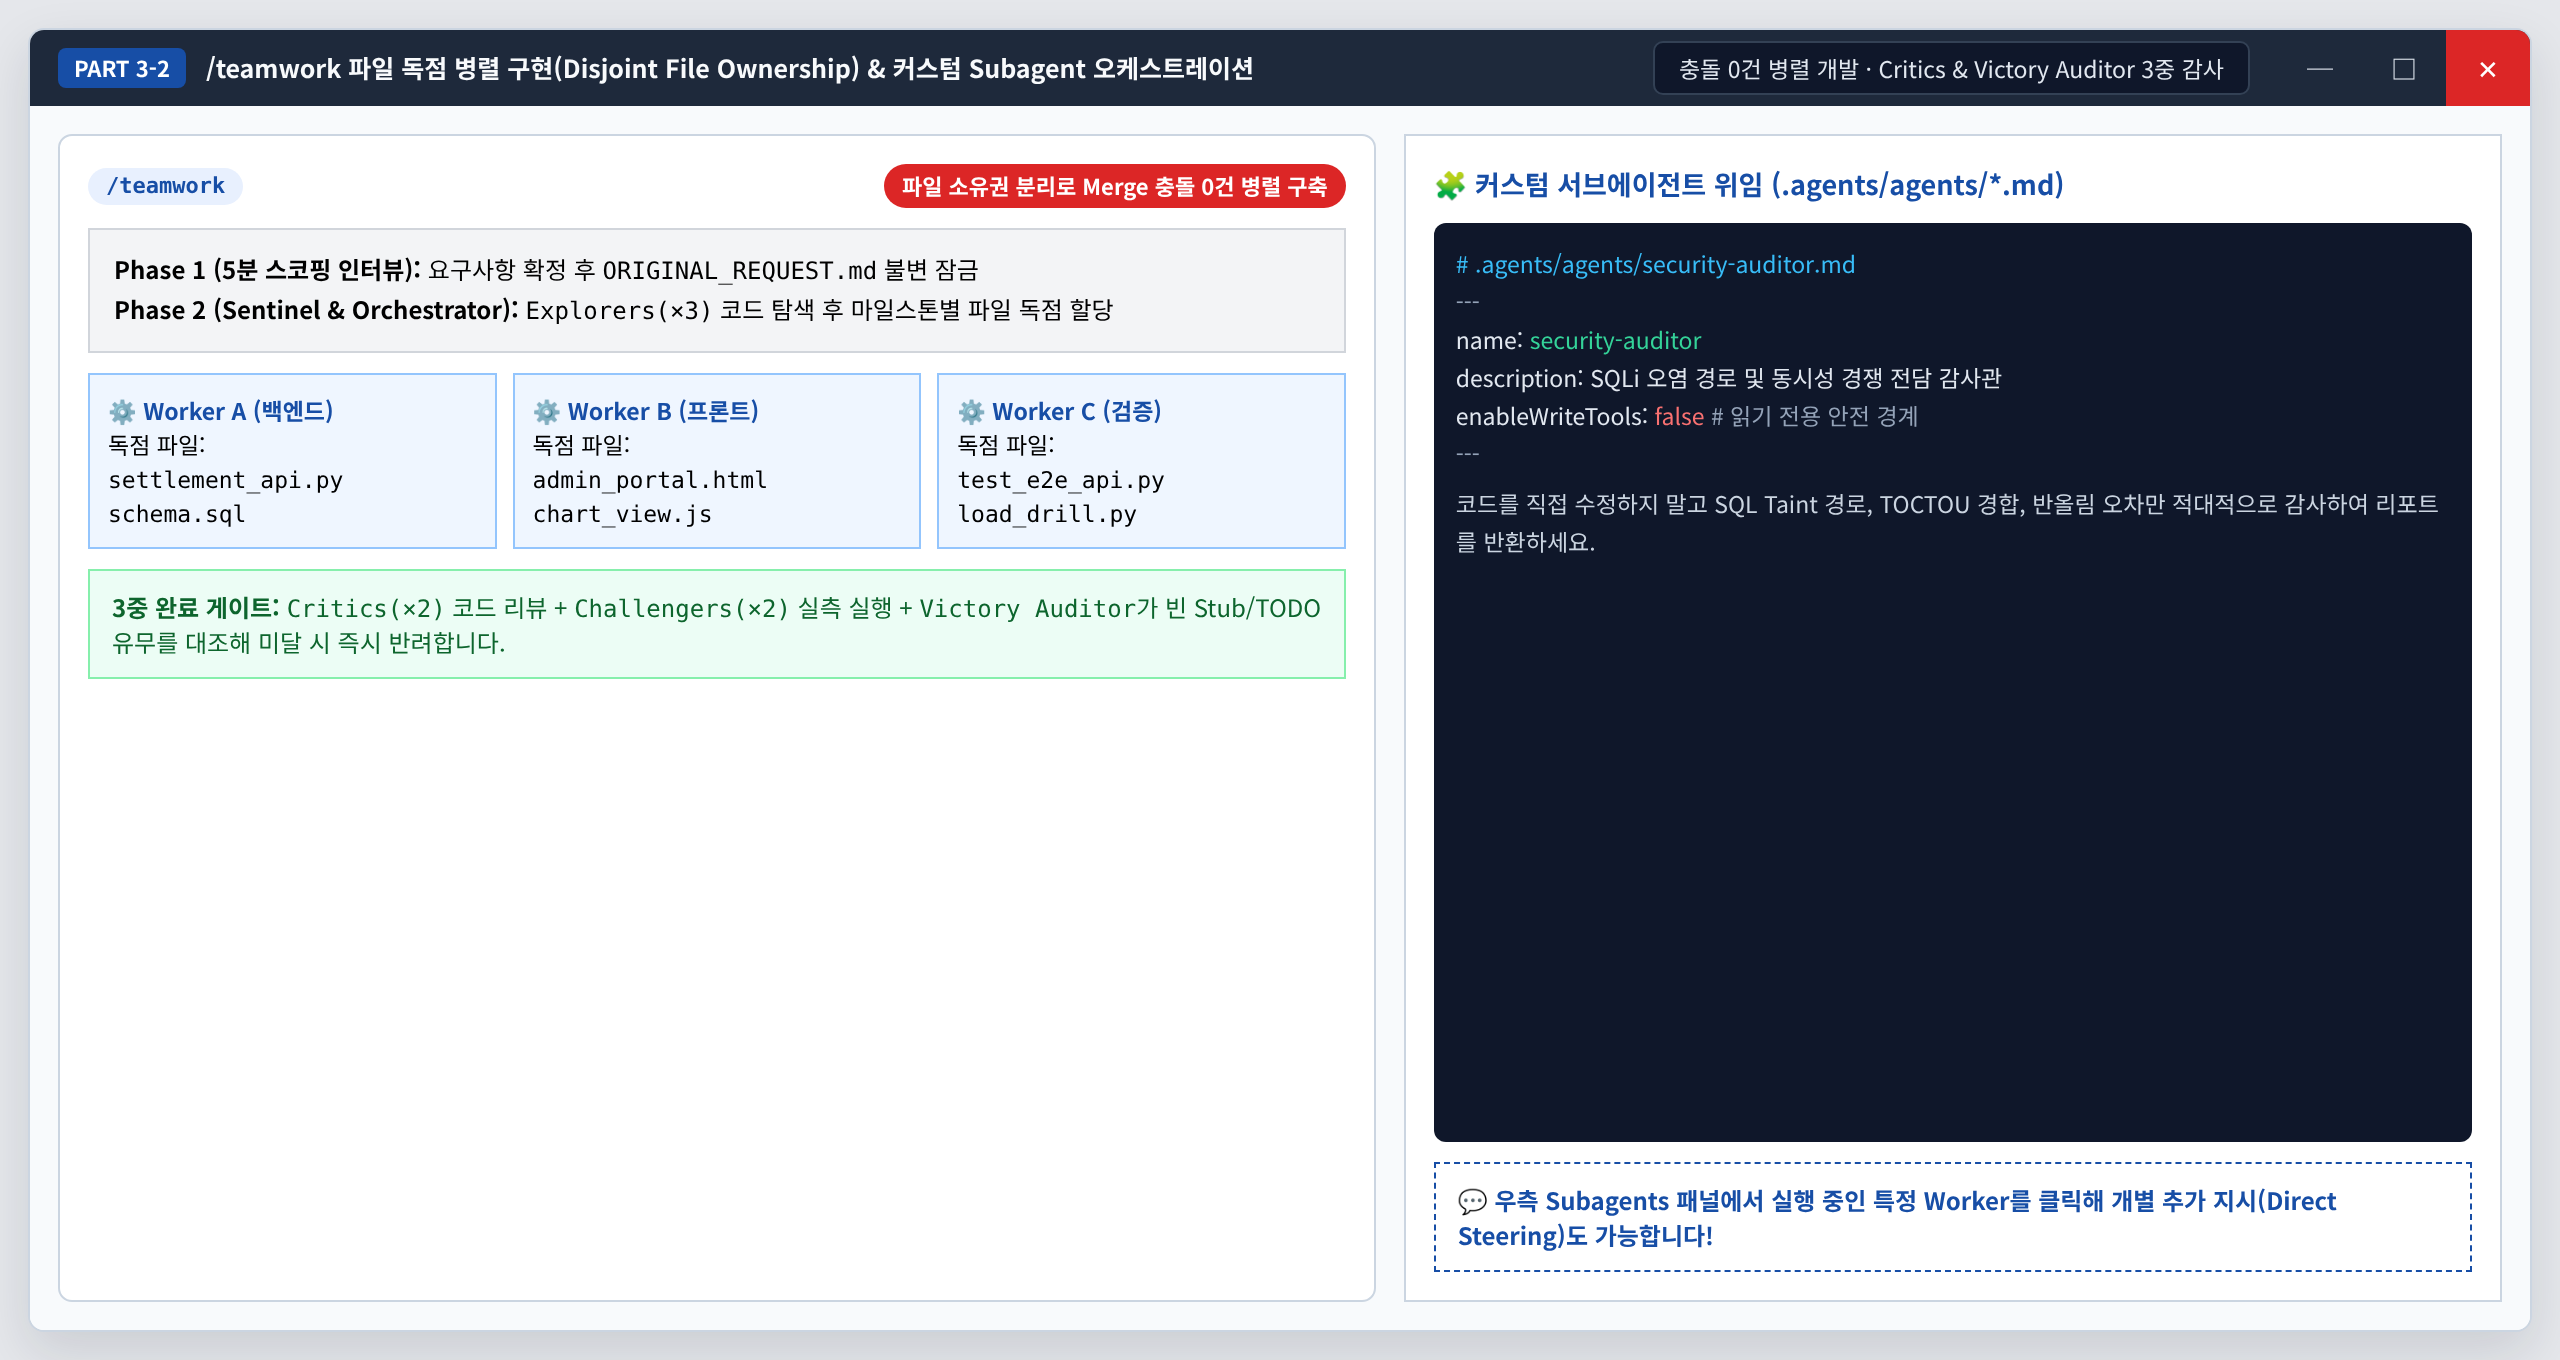 PART 3-2
/teamwork 파일 독점 병렬 구현(Disjoint File Ownership) & 커스텀 Subagent 오케스트레이션
충돌 0건 병렬 개발 · Critics & Victory Auditor 3중 감사
/teamwork
파일 소유권 분리로 Merge 충돌 0건 병렬 구축
Phase 1 (5분 스코핑 인터뷰): 요구사항 확정 후 ORIGINAL_REQUEST.md 불변 잠금
Phase 2 (Sentinel & Orchestrator): Explorers(×3) 코드 탐색 후 마일스톤별 파일 독점 할당
⚙️ Worker A (백엔드)
독점 파일:
settlement_api.py
schema.sql
⚙️ Worker B (프론트)
독점 파일:
admin_portal.html
chart_view.js
⚙️ Worker C (검증)
독점 파일:
test_e2e_api.py
load_drill.py
3중 완료 게이트: Critics(×2) 코드 리뷰 + Challengers(×2) 실측 실행 + Victory Auditor가 빈 Stub/TODO
유무를 대조해 미달 시 즉시 반려합니다.
🧩 커스텀 서브에이전트 위임 (.agents/agents/*.md)
# .agents/agents/security-auditor.md
---
name: security-auditor
description: SQLi 오염 경로 및 동시성 경쟁 전담 감사관
enableWriteTools: false # 읽기 전용 안전 경계
---
코드를 직접 수정하지 말고 SQL Taint 경로, TOCTOU 경합, 반올림 오차만 적대적으로 감사하여 리포트
를 반환하세요.
💬 우측 Subagents 패널에서 실행 중인 특정 Worker를 클릭해 개별 추가 지시(Direct
Steering)도 가능합니다!